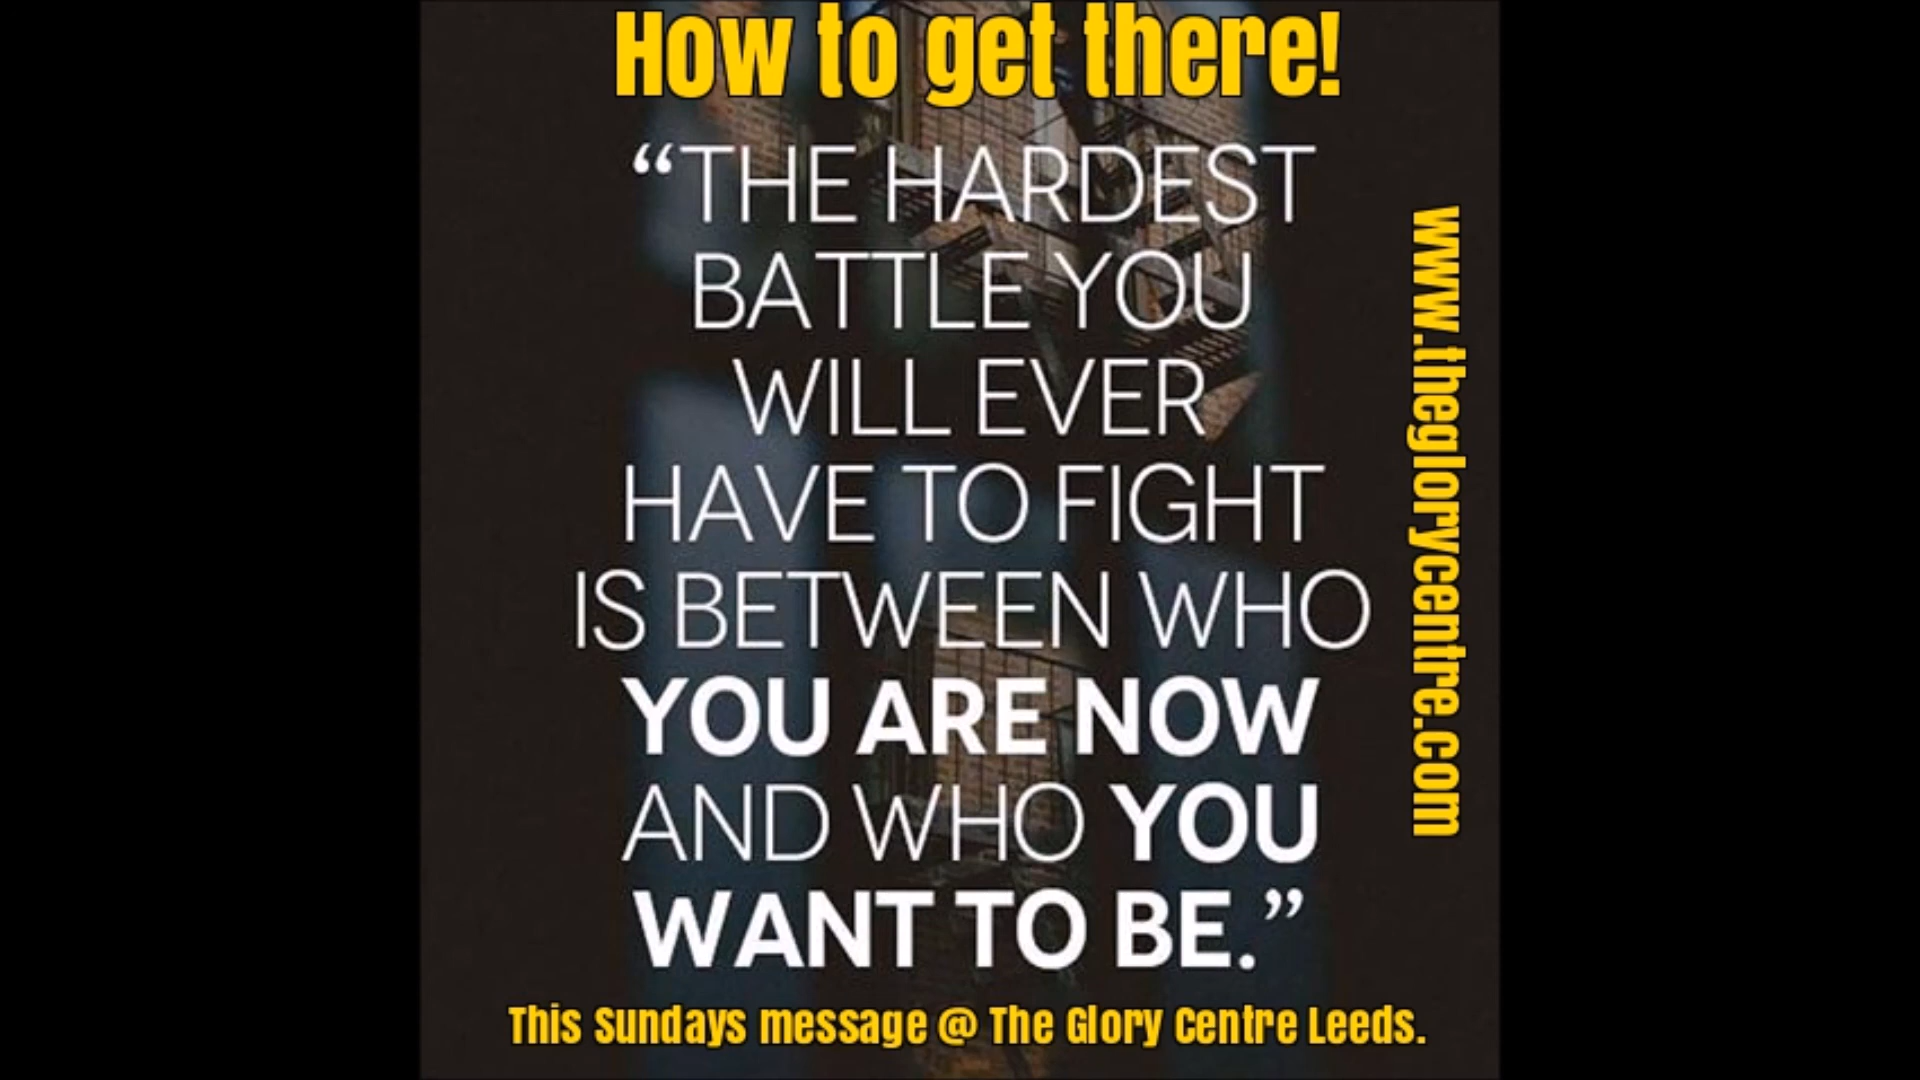 How to get there!
“THE HARDEST
BATTLE YOU
WILL EVER
HAVE TO FIGHT
IS BETWEEN WHO
YOU ARE NOW
AND WHO YOU
WANT TO BE.”
www.theglorycentre.com
This Sundays message @ The Glory Centre Leeds.